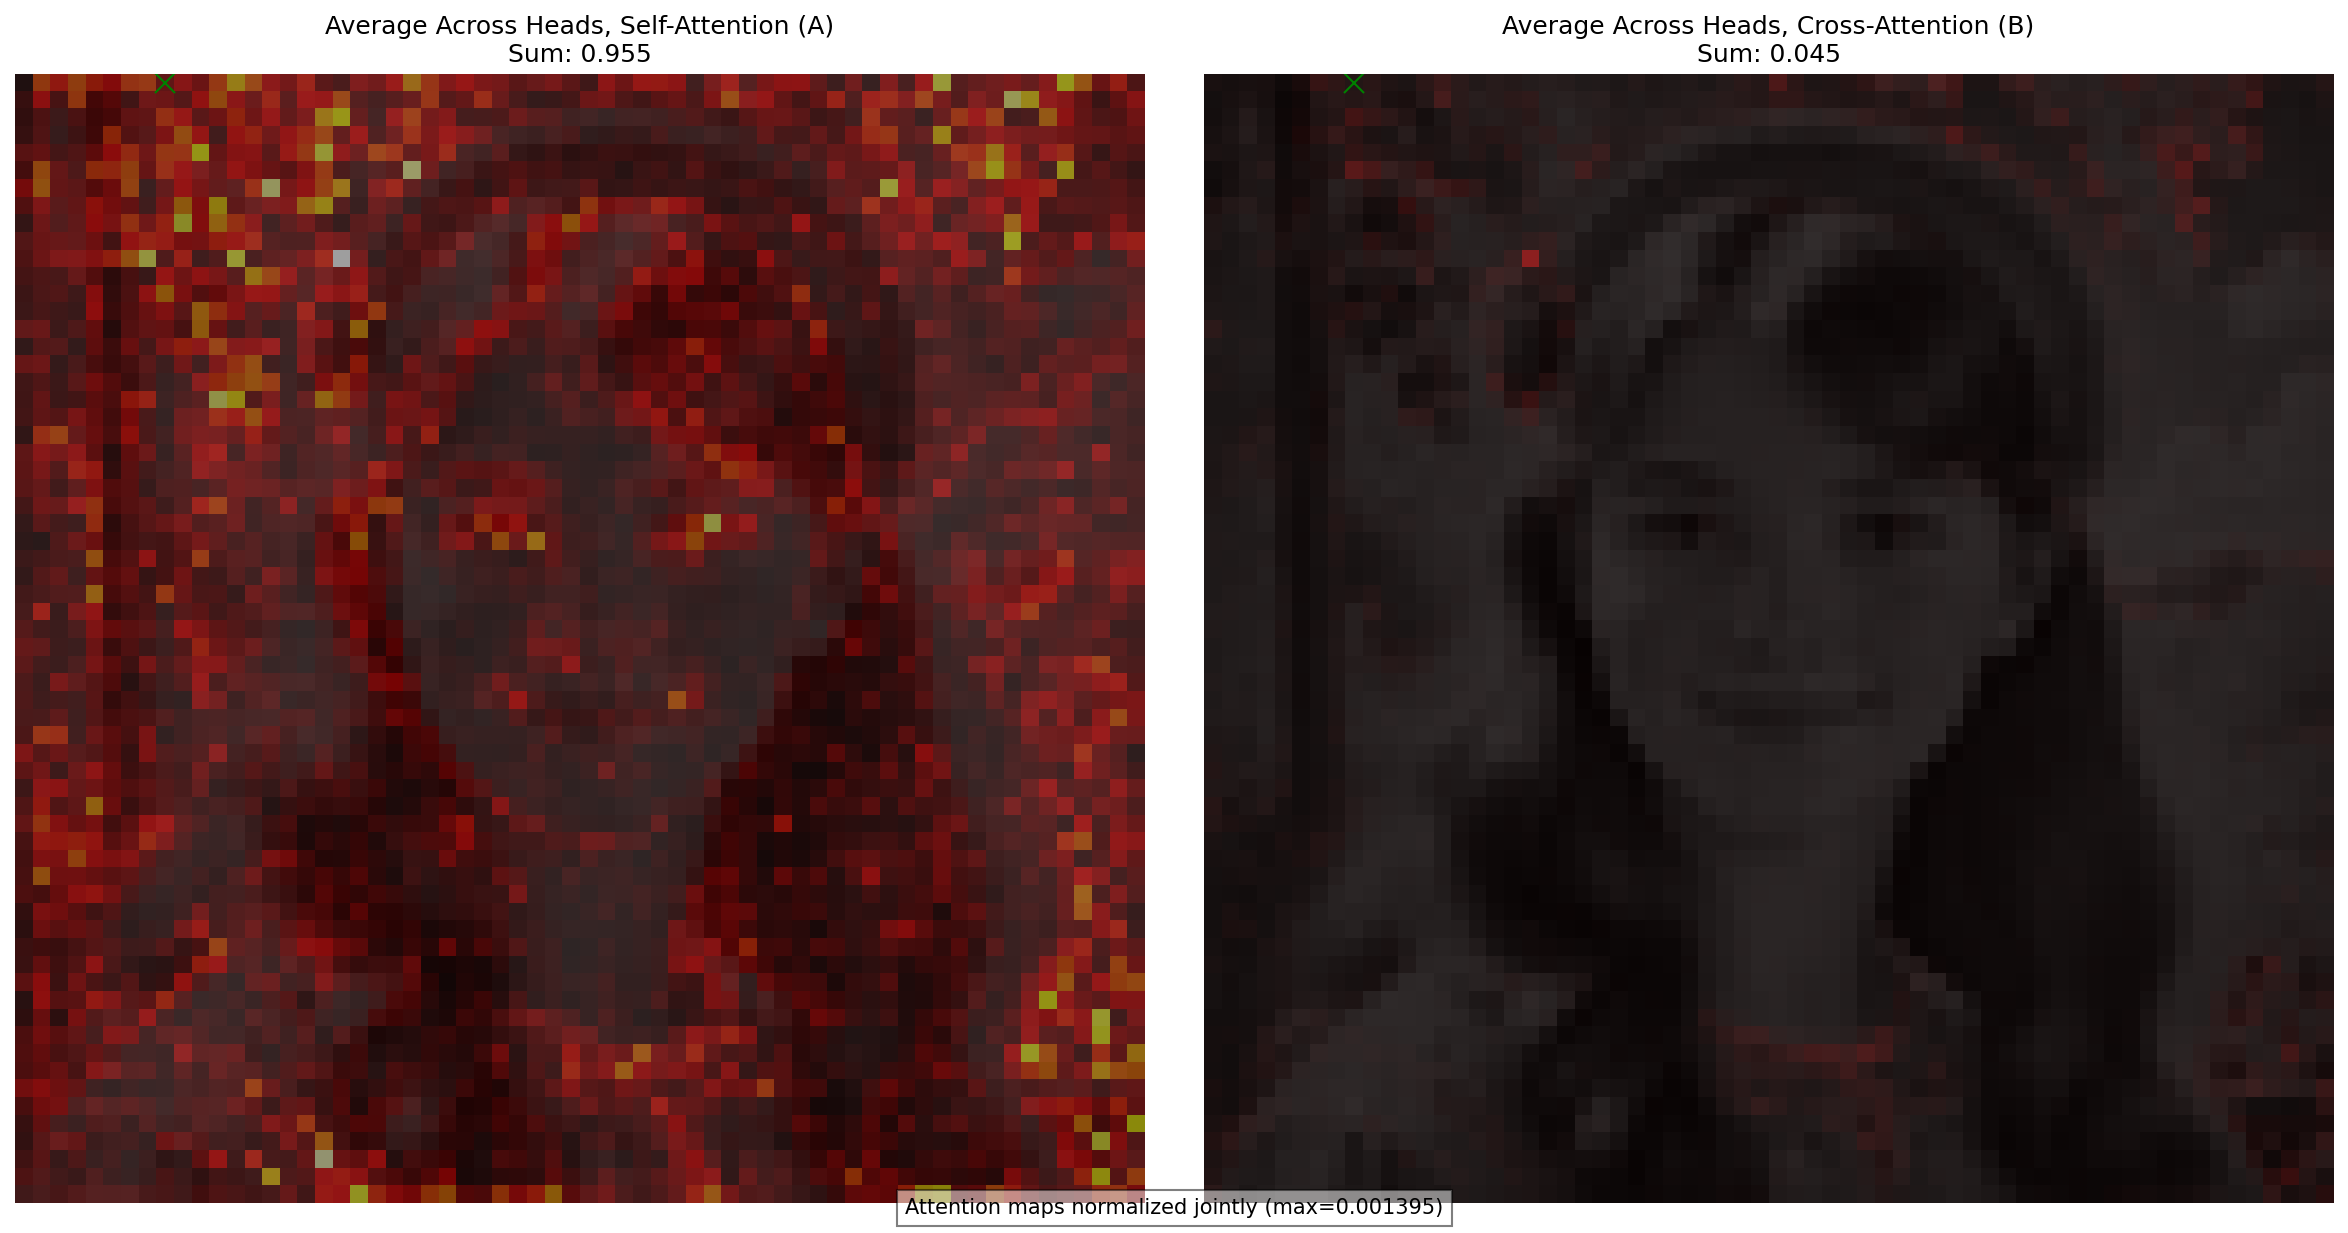 Average Across Heads, Self-Attention (A)
Sum: 0.955
Average Across Heads, Cross-Attention (B)
Sum: 0.045
Attention maps normalized jointly (max=0.001395)